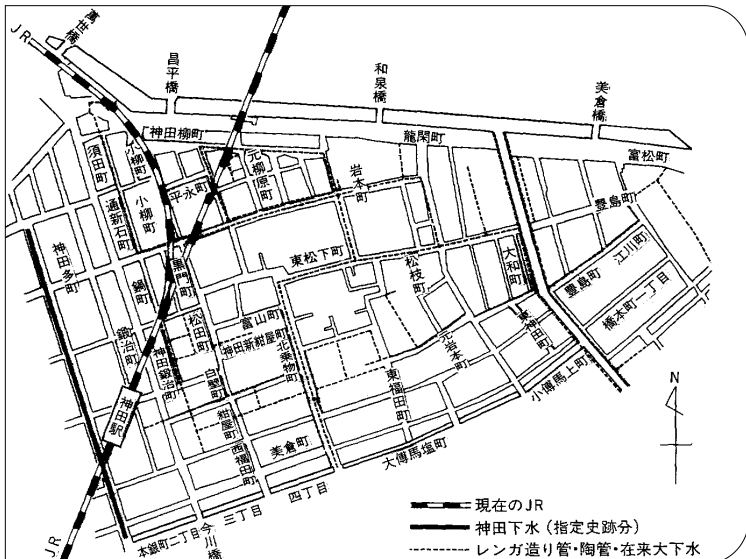 萬世橋
JR
昌平橋
和泉橋
美倉橋
神田柳町
龍閑町
富松町
須田町
小柳町
元柳原町
平永町
岩本町
豊島町
通新石町
小柳町
神田多町
東松下町
松枝町
大和町
江川町
豊島町
橋本町一丁目
黒門町
鍋町
鍛冶町
松田町
富山町
神田新紺屋町
北乗物町
神田鍛冶町
白壁町
元岩本町
東神田町
小傳馬上町
神田駅
紺屋町
西福田町
美倉町
東福田町
大傳馬塩町
本銀町二丁目
今川橋
三丁目
四丁目
JR
N
現在のJR
神田下水(指定史跡分)
レンガ造り管・陶管・在来大下水